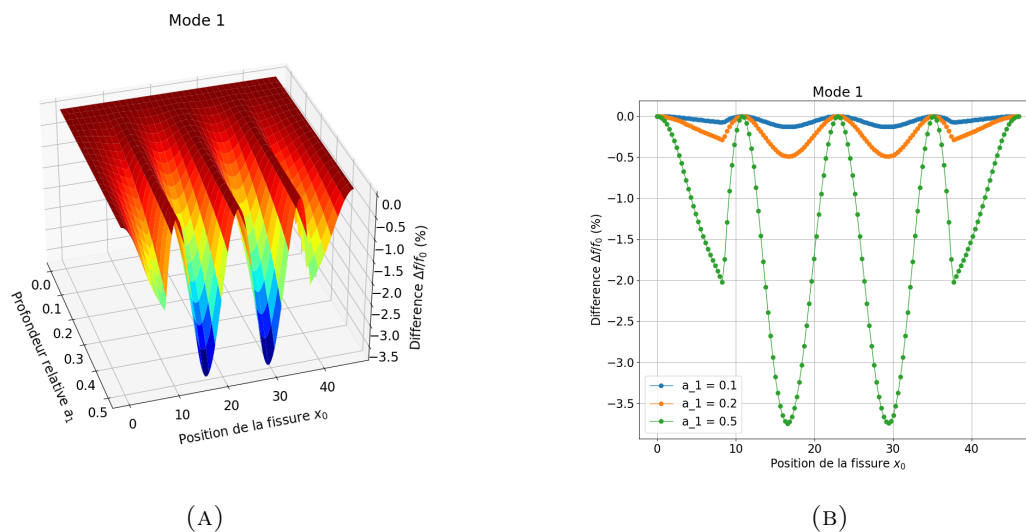 Mode 1
0.0
−0.5
−1.0
−1.5
−2.0
−2.5
−3.0
−3.5
Difference Δf/f₀ (%)
0.0
0.1
0.2
0.3
0.4
0.5
Profondeur relative a₁
0
10
20
30
40
Position de la fissure x₀
(A)
Mode 1
0.0
−0.5
−1.0
−1.5
−2.0
−2.5
−3.0
−3.5
Difference Δf/f₀ (%)
a_1 = 0.1
a_1 = 0.2
a_1 = 0.5
0
10
20
30
40
Position de la fissure x₀
(B)